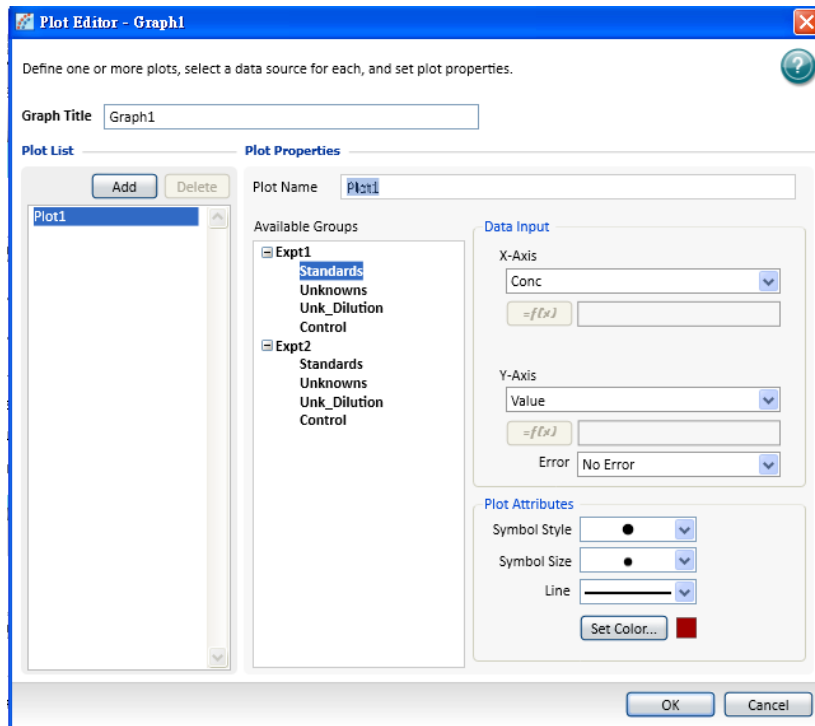 Plot Editor - Graph1
Define one or more plots, select a data source for each, and set plot properties.
?
Graph Title Graph1
Plot List
Plot Properties
Add Delete
Plot Name Plot1
Plot1
Available Groups
Expt1
Standards
Unknowns
Unk_Dilution
Control
Expt2
Standards
Unknowns
Unk_Dilution
Control
Data Input
X-Axis
Conc
=f(x)
Y-Axis
Value
=f(x)
Error No Error
Plot Attributes
Symbol Style
Symbol Size
Line
Set Color...
OK Cancel